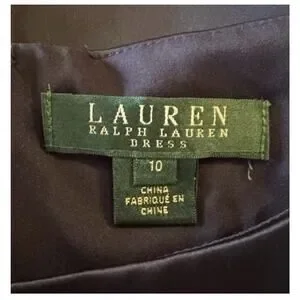 LAUREN
RALPH LAUREN
DRESS
10
CHINA
FABRIQUÉ EN
CHINE